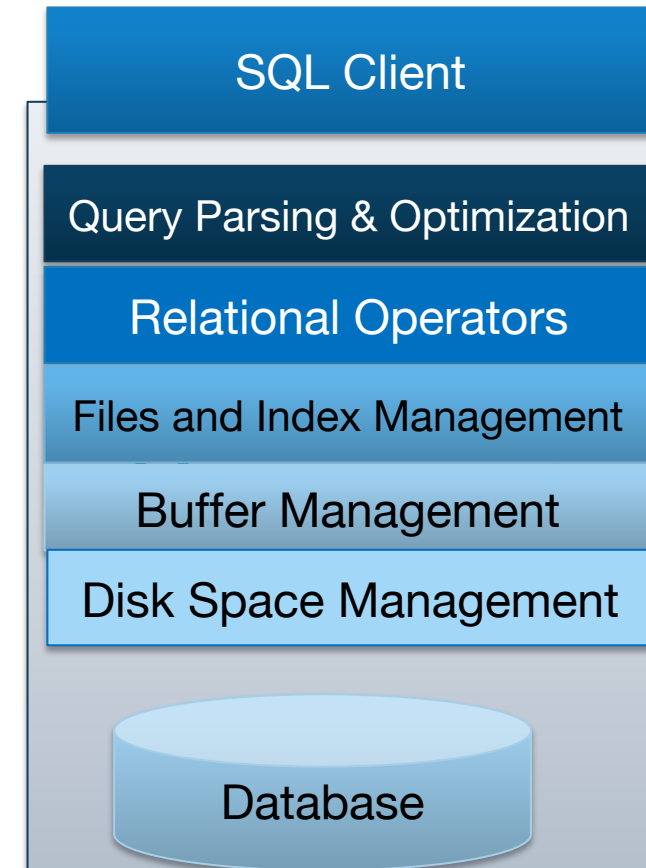 SQL Client
Query Parsing & Optimization
Relational Operators
Files and Index Management
Buffer Management
Disk Space Management
Database